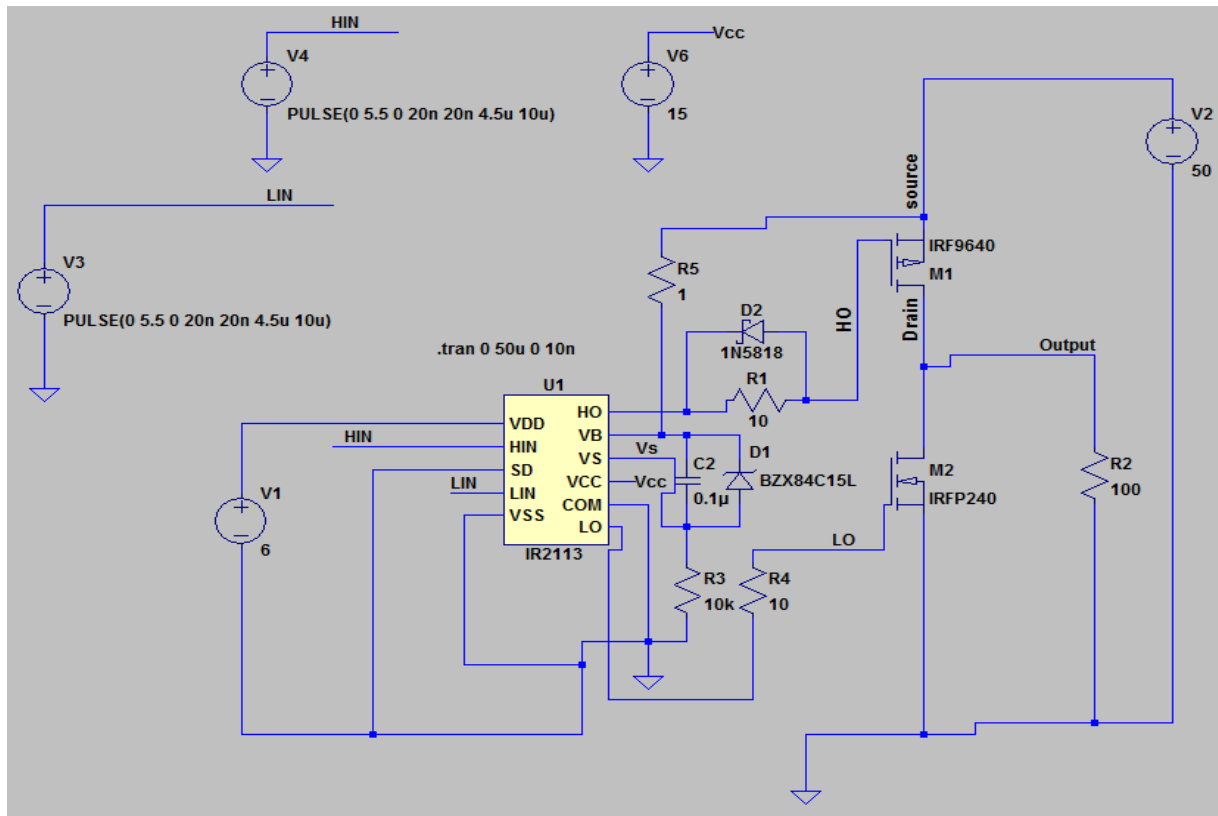 HIN
V4
PULSE(0 5.5 0 20n 20n 4.5u 10u)
Vcc
V6
15
V2
50
LIN
V3
PULSE(0 5.5 0 20n 20n 4.5u 10u)
source
IRF9640
M1
Drain
HO
R5
1
D2
1N5818
R1
10
.tran 0 50u 0 10n
U1
VDD
HIN
SD
LIN
VSS
HO
VB
VS
VCC
COM
LO
IR2113
HIN
LIN
V1
6
Vs
Vcc
C2
0.1µ
D1
BZX84C15L
Output
M2
IRFP240
R2
100
LO
R3
10k
R4
10